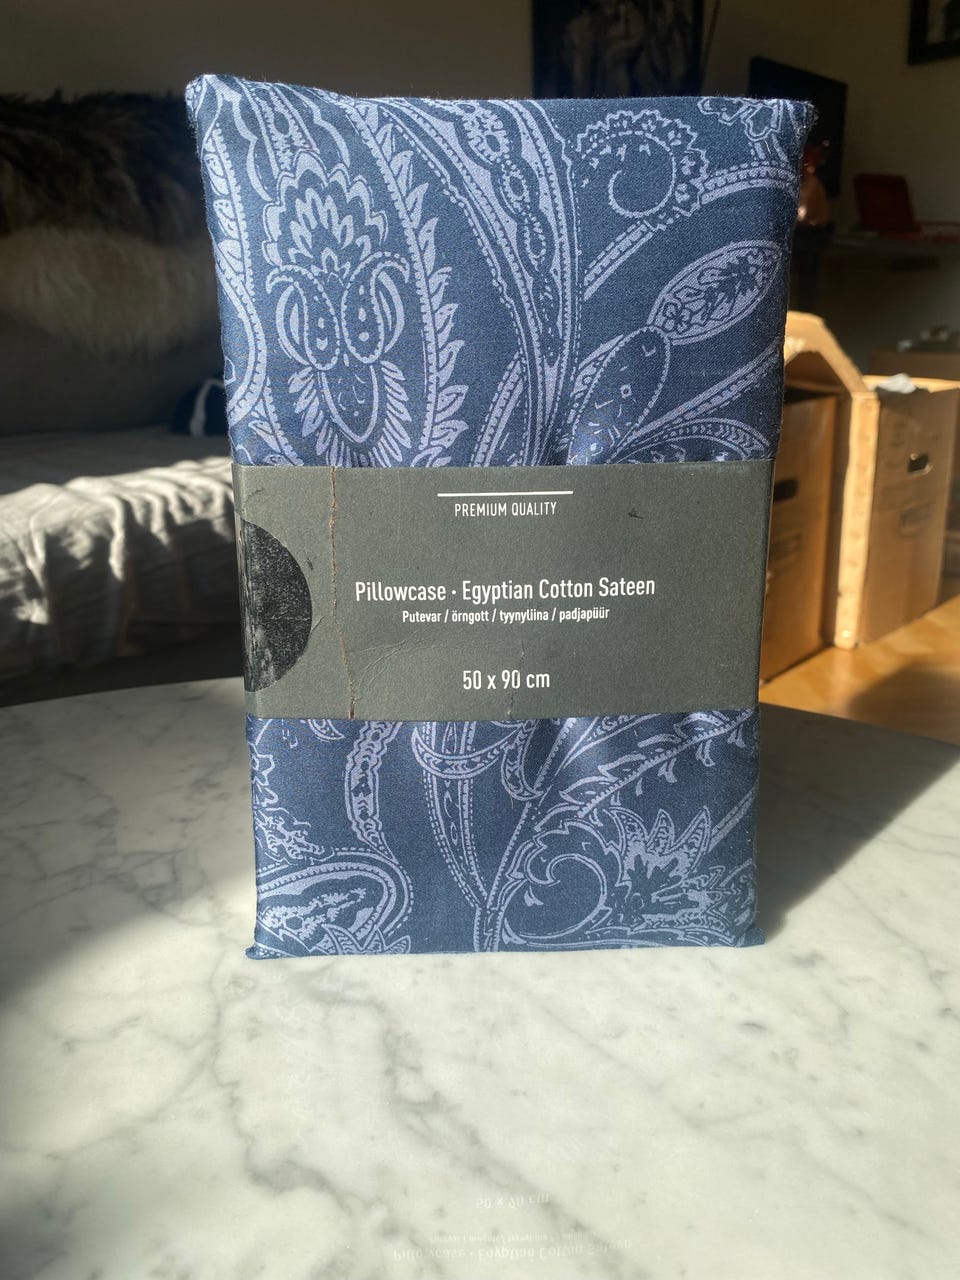 PREMIUM QUALITY
Pillowcase · Egyptian Cotton Sateen
Putevar / örngott / tyynyliina / padjapüür
50 x 90 cm